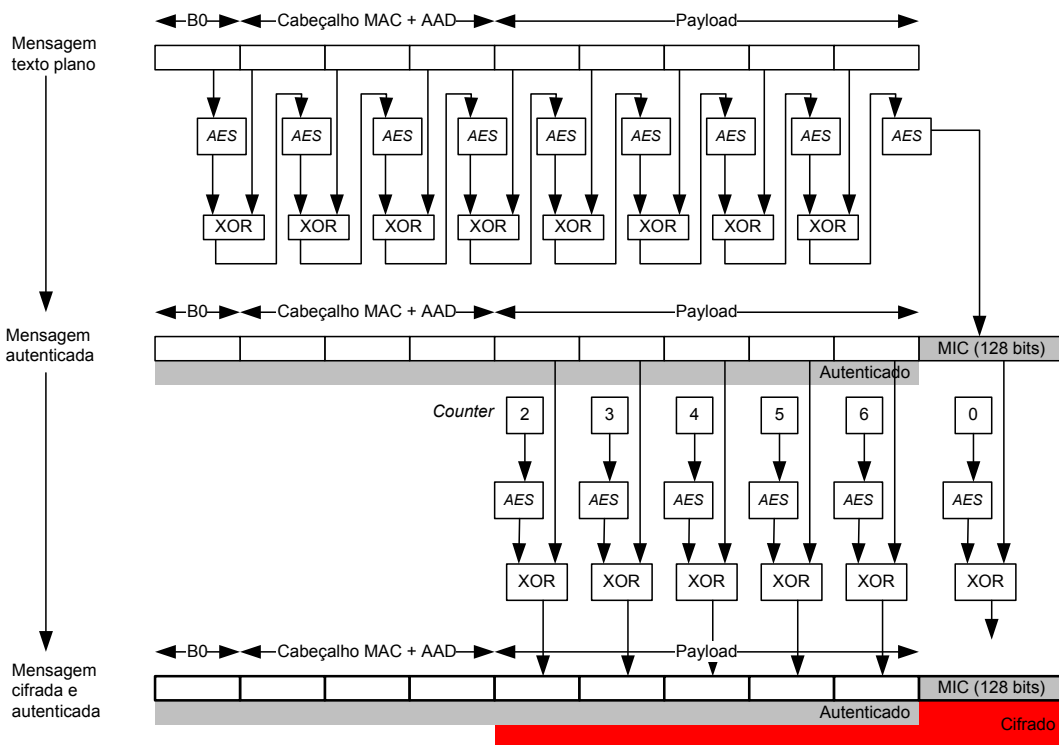 B0 Cabeçalho MAC + AAD Payload
Mensagem
texto plano
AES AES AES AES AES AES AES AES AES
XOR XOR XOR XOR XOR XOR XOR XOR
B0 Cabeçalho MAC + AAD Payload
Mensagem
autenticada
MIC (128 bits)
Autenticado
Counter 2 3 4 5 6 0
AES AES AES AES AES AES
XOR XOR XOR XOR XOR XOR
B0 Cabeçalho MAC + AAD Payload
Mensagem
cifrada e
autenticada
MIC (128 bits)
Autenticado
Cifrado